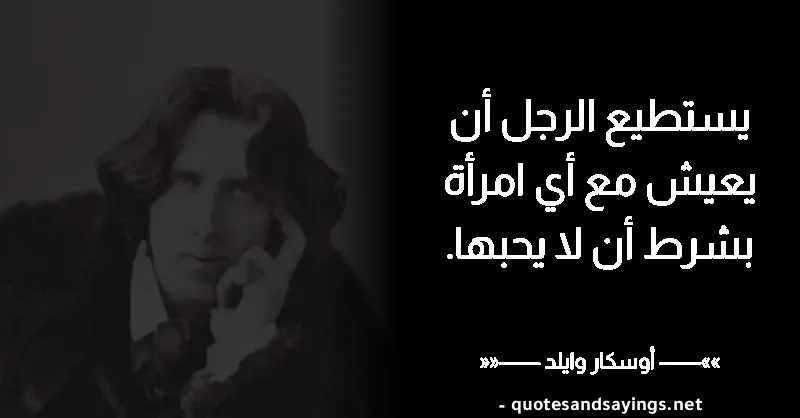 يستطيع الرجل أن
يعيش مع أي امرأة
بشرط أن لا يحبها.
»»—— أوسكار وايلد ——««
- quotesandsayings.net